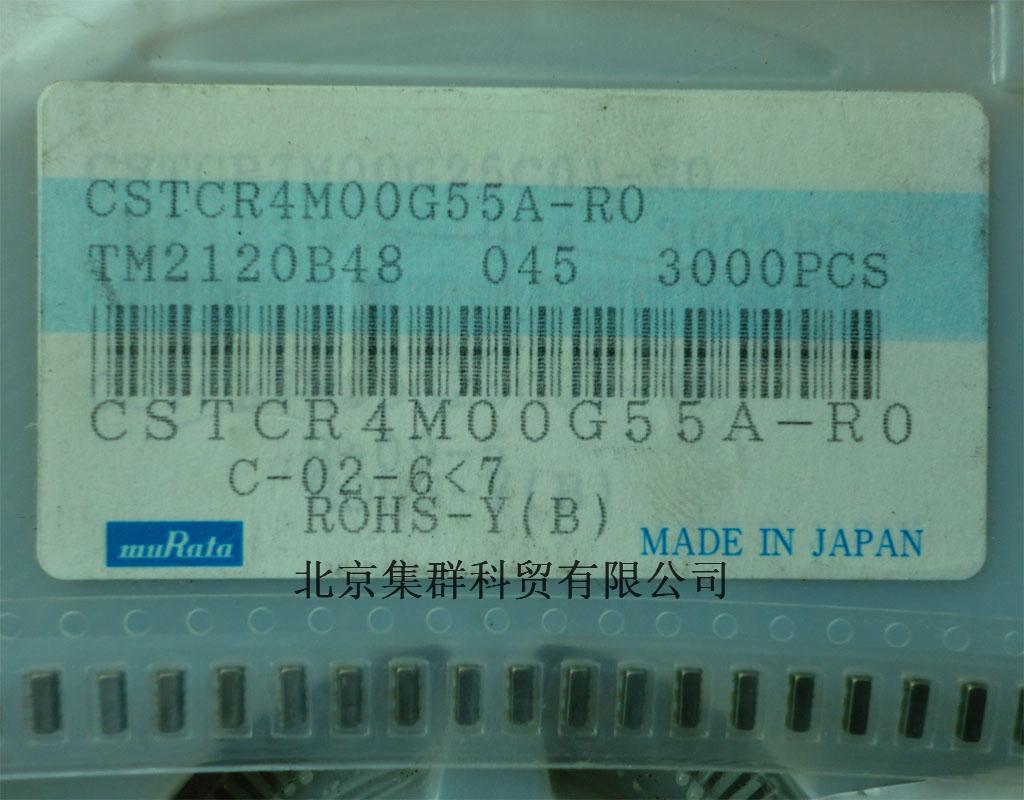 CSTCR4M00G55A-R0
TM2120B48 045 3000PCS
CSTCR4M00G55A-R0
C-02-6<7
ROHS-Y(B)
muRata
MADE IN JAPAN
北京集群科贸有限公司